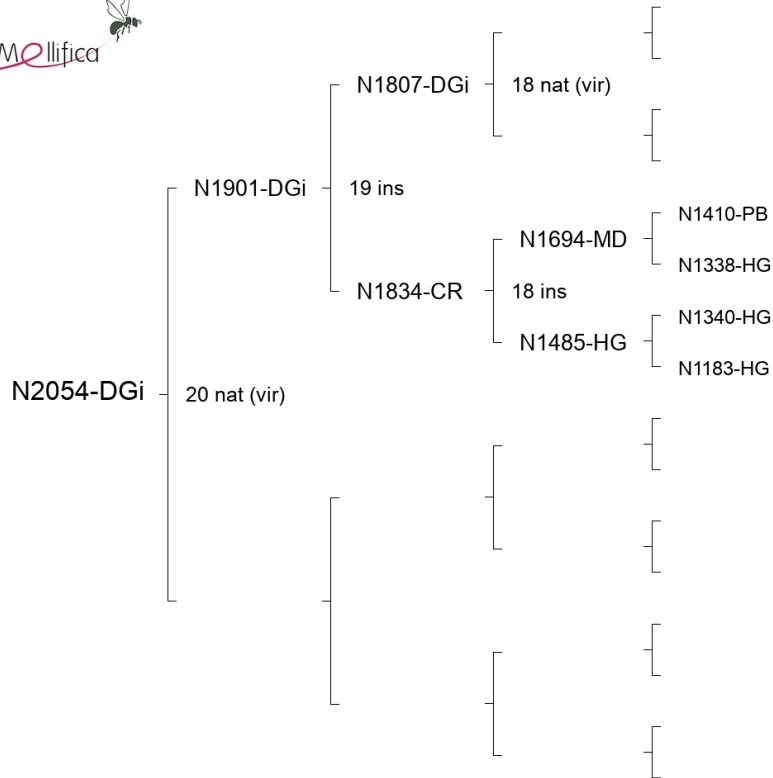 Mellifica
N1807-DGi
18 nat (vir)
N1901-DGi
19 ins
N1410-PB
N1694-MD
N1338-HG
N1834-CR
18 ins
N1340-HG
N1485-HG
N1183-HG
N2054-DGi
20 nat (vir)